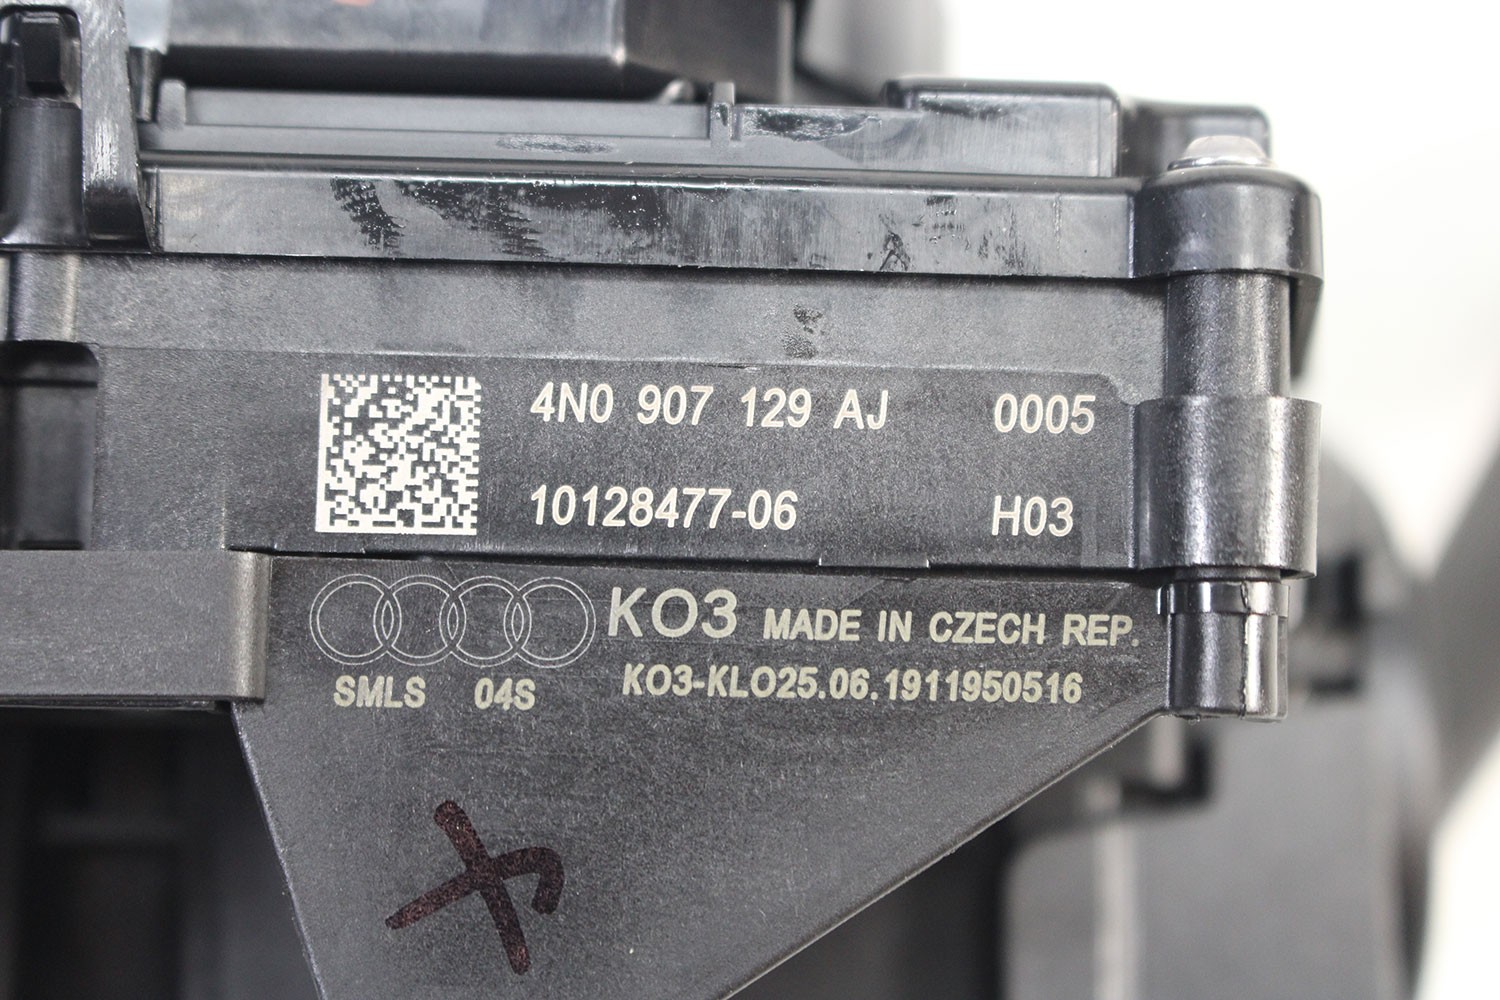 4N0 907 129 AJ 0005
10128477-06 H03
KO3 MADE IN CZECH REP.
SMLS 04S KO3-KLO25.06.1911950516